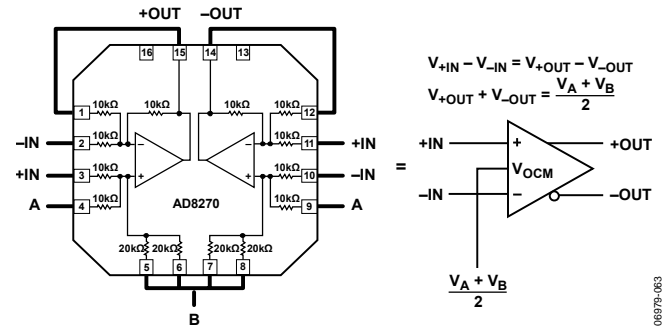 +OUT –OUT
16 15 14 13
10kΩ 10kΩ 10kΩ 10kΩ
1 12
10kΩ 10kΩ
–IN 2 – – 11 +IN
10kΩ 10kΩ
+IN 3 + + 10 –IN
10kΩ 10kΩ
A 4 AD8270 9 A
20kΩ 20kΩ 20kΩ 20kΩ
5 6 7 8
B
=
V+IN – V–IN = V+OUT – V–OUT
V+OUT + V–OUT = VA + VB
2
+IN + +OUT
VOCM
–IN – –OUT
VA + VB
2
06979-063